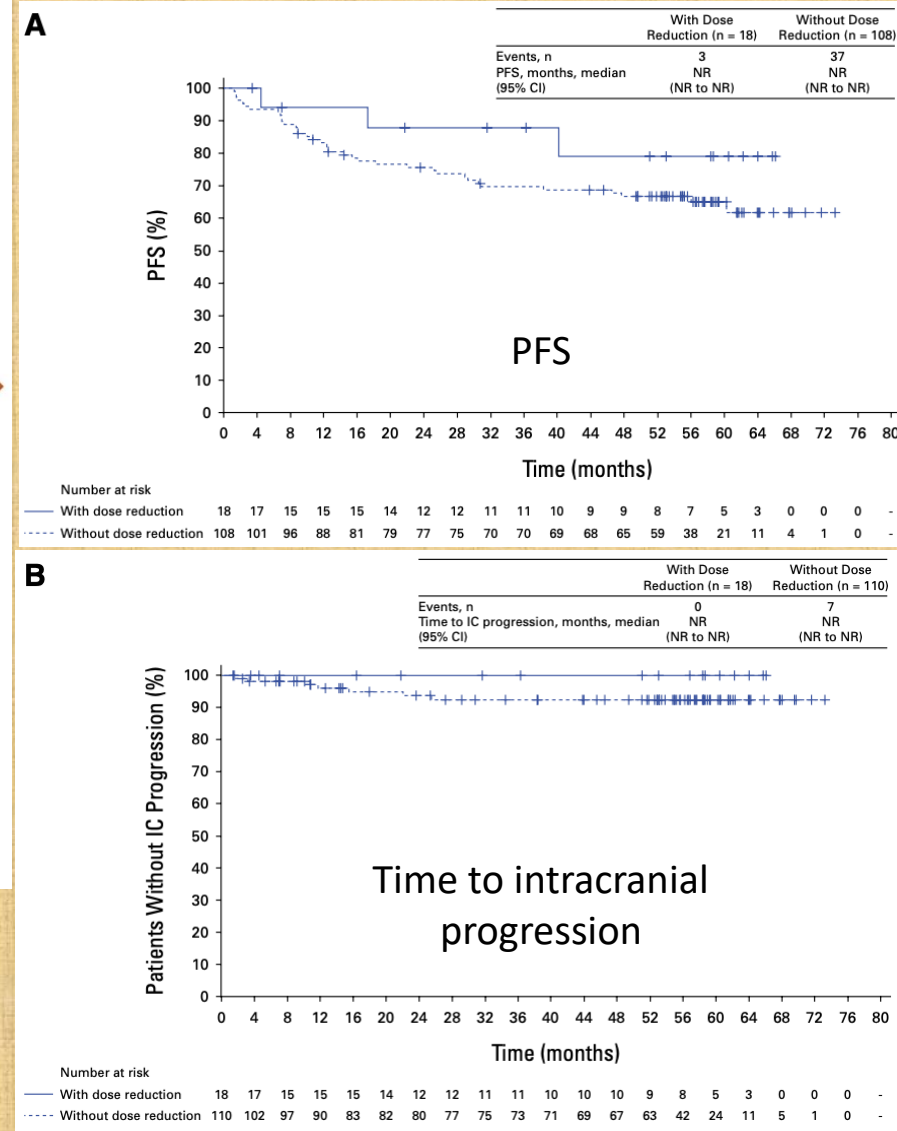 A
With Dose Without Dose
Reduction (n = 18) Reduction (n = 108)
Events, n 3 37
PFS, months, median NR NR
(95% CI) (NR to NR) (NR to NR)
100
90
80
70
60
50
40
30
20
10
0
PFS (%)
PFS
0 4 8 12 16 20 24 28 32 36 40 44 48 52 56 60 64 68 72 76 80
Time (months)
Number at risk
With dose reduction 18 17 15 15 15 14 12 12 11 11 10 9 9 8 7 5 3 0 0 0 -
Without dose reduction 108 101 96 88 81 79 77 75 70 70 69 68 65 59 38 21 11 4 1 0 -
B
With Dose Without Dose
Reduction (n = 18) Reduction (n = 110)
Events, n 0 7
Time to IC progression, months, median NR NR
(95% CI) (NR to NR) (NR to NR)
100
90
80
70
60
50
40
30
20
10
0
Patients Without IC Progression (%)
Time to intracranial
progression
0 4 8 12 16 20 24 28 32 36 40 44 48 52 56 60 64 68 72 76 80
Time (months)
Number at risk
With dose reduction 18 17 15 15 15 14 12 12 11 11 10 10 10 9 8 5 3 0 0 0 -
Without dose reduction 110 102 97 90 83 82 80 77 75 73 71 69 67 63 42 24 11 5 1 0 -